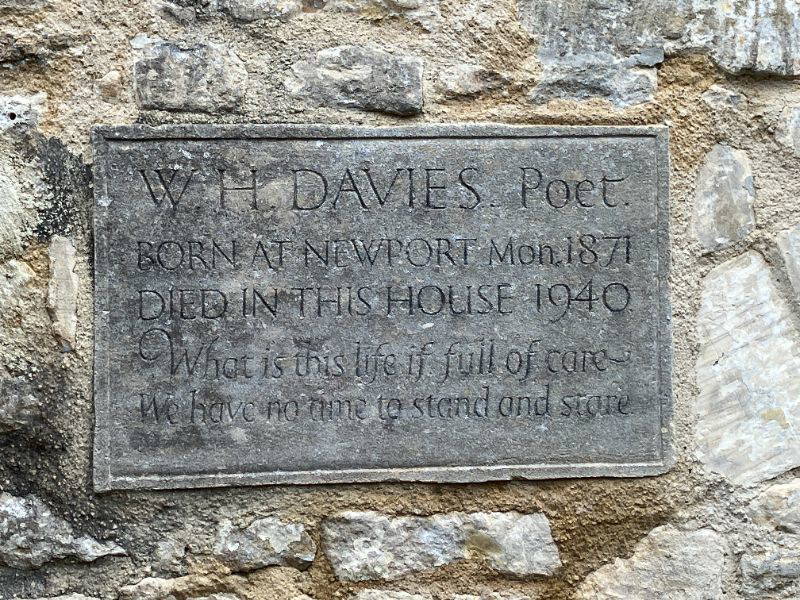 W. H. DAVIES. Poet.
BORN AT NEWPORT Mon. 1871
DIED IN THIS HOUSE 1940.
What is this life if full of care
We have no time to stand and stare